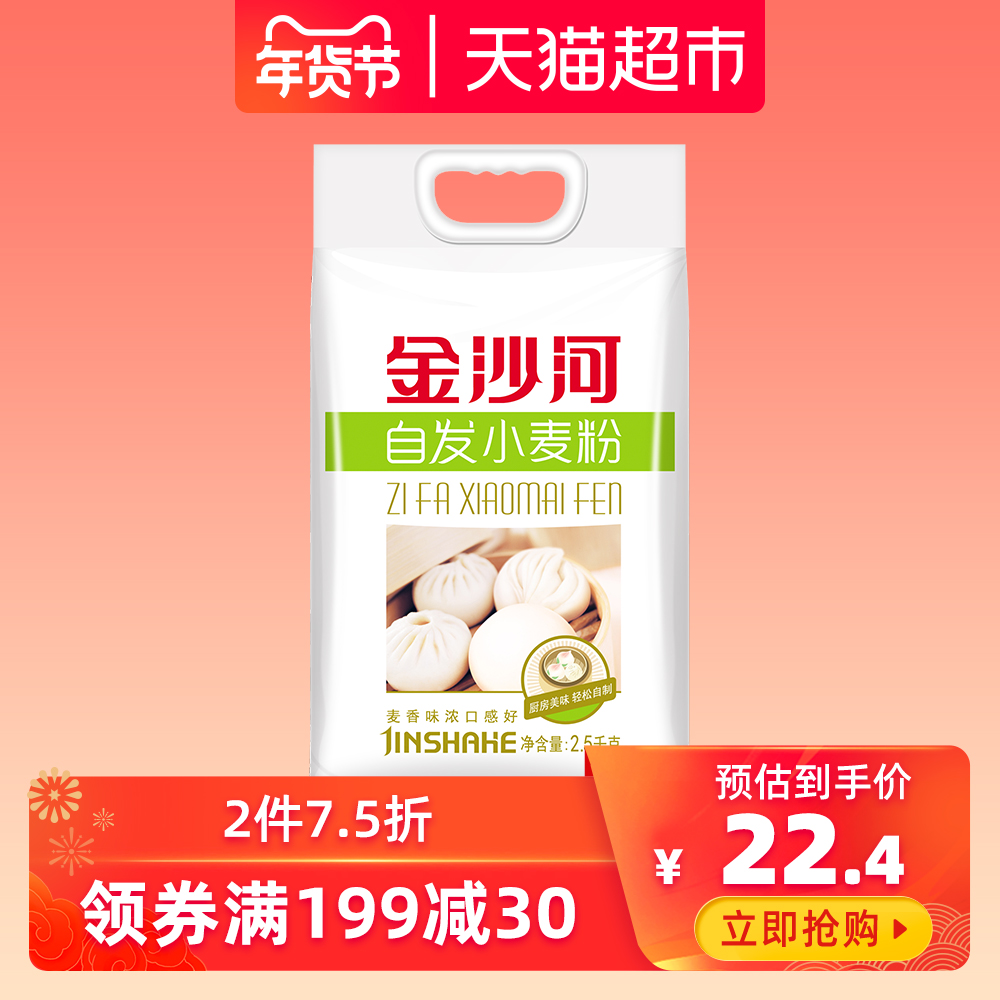 年货节 | 天猫超市
金沙河
自发小麦粉
ZI FA XIAOMAI FEN
厨房美味 轻松自制
麦香味浓口感好
JINSHAHE 净含量:2.5千克
2件7.5折
领券满199减30
预估到手价
¥ 22.4
立即抢购